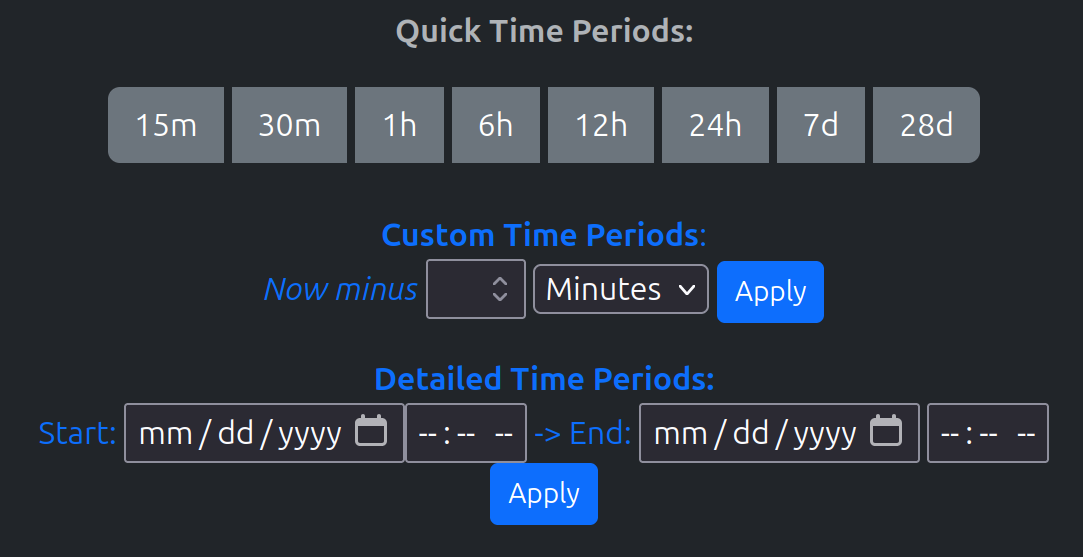 Quick Time Periods:
15m 30m 1h 6h 12h 24h 7d 28d
Custom Time Periods:
Now minus Minutes Apply
Detailed Time Periods:
Start: mm/dd/yyyy --:-- -- -> End: mm/dd/yyyy --:-- --
Apply